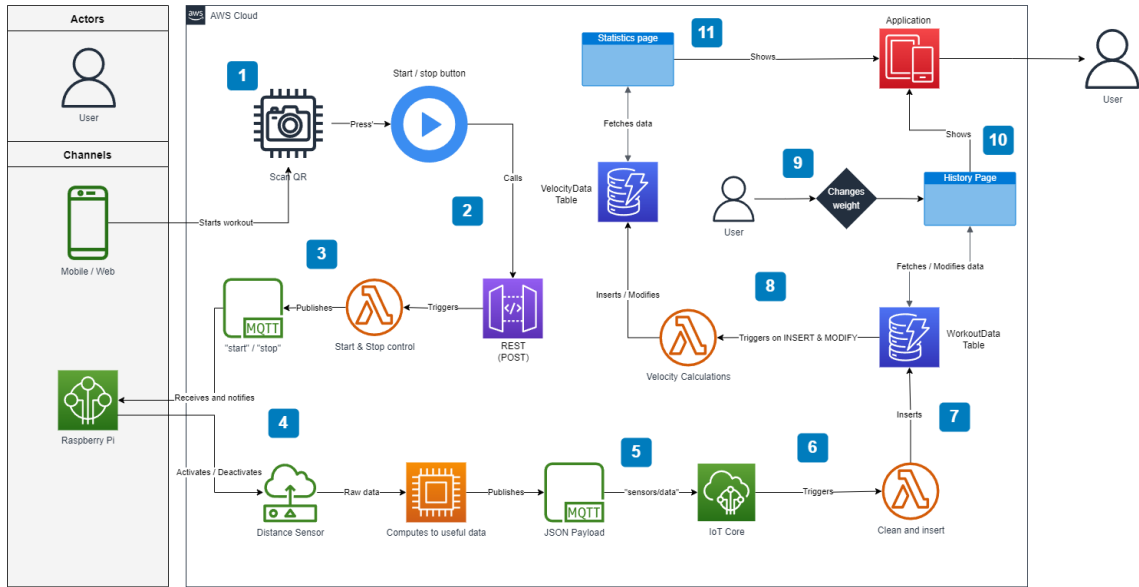 Actors
User
Channels
Mobile / Web
Raspberry Pi
aws
AWS Cloud
1
Scan QR
Press'
Start / stop button
Starts workout
Calls
2
REST
(POST)
Triggers
3
Start & Stop control
Publishes
MQTT
"start" / "stop"
Receives and notifies
Activates / Deactivates
4
Distance Sensor
Raw data
Computes to useful data
Publishes
5
MQTT
JSON Payload
"sensors/data"
IoT Core
6
Triggers
Clean and insert
7
Inserts
WorkoutData
Table
8
Triggers on INSERT & MODIFY
Velocity Calculations
Inserts / Modifies
VelocityData
Table
Fetches data
Statistics page
11
Shows
Application
User
9
User
Changes
weight
History Page
Fetches / Modifies data
10
Shows